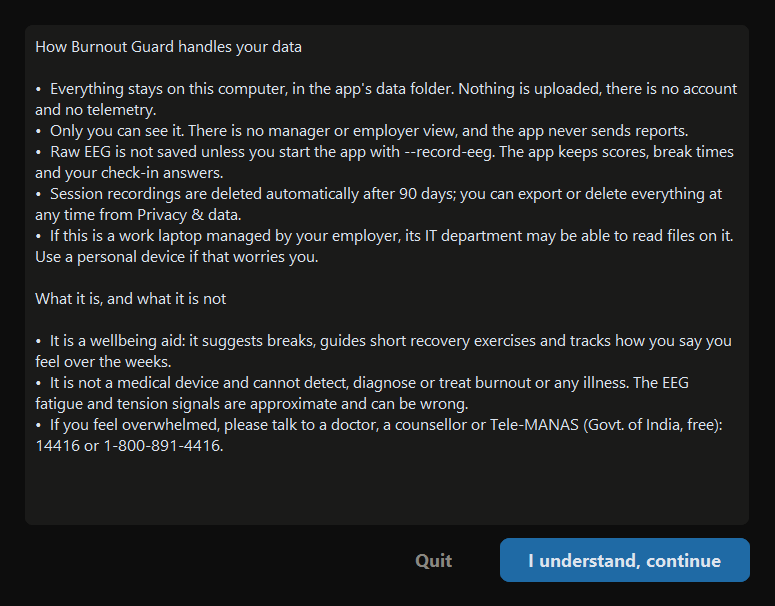 How Burnout Guard handles your data
• Everything stays on this computer, in the app's data folder. Nothing is uploaded, there is no account
and no telemetry.
• Only you can see it. There is no manager or employer view, and the app never sends reports.
• Raw EEG is not saved unless you start the app with --record-eeg. The app keeps scores, break times
and your check-in answers.
• Session recordings are deleted automatically after 90 days; you can export or delete everything at
any time from Privacy & data.
• If this is a work laptop managed by your employer, its IT department may be able to read files on it.
Use a personal device if that worries you.
What it is, and what it is not
• It is a wellbeing aid: it suggests breaks, guides short recovery exercises and tracks how you say you
feel over the weeks.
• It is not a medical device and cannot detect, diagnose or treat burnout or any illness. The EEG
fatigue and tension signals are approximate and can be wrong.
• If you feel overwhelmed, please talk to a doctor, a counsellor or Tele-MANAS (Govt. of India, free):
14416 or 1-800-891-4416.
Quit
I understand, continue